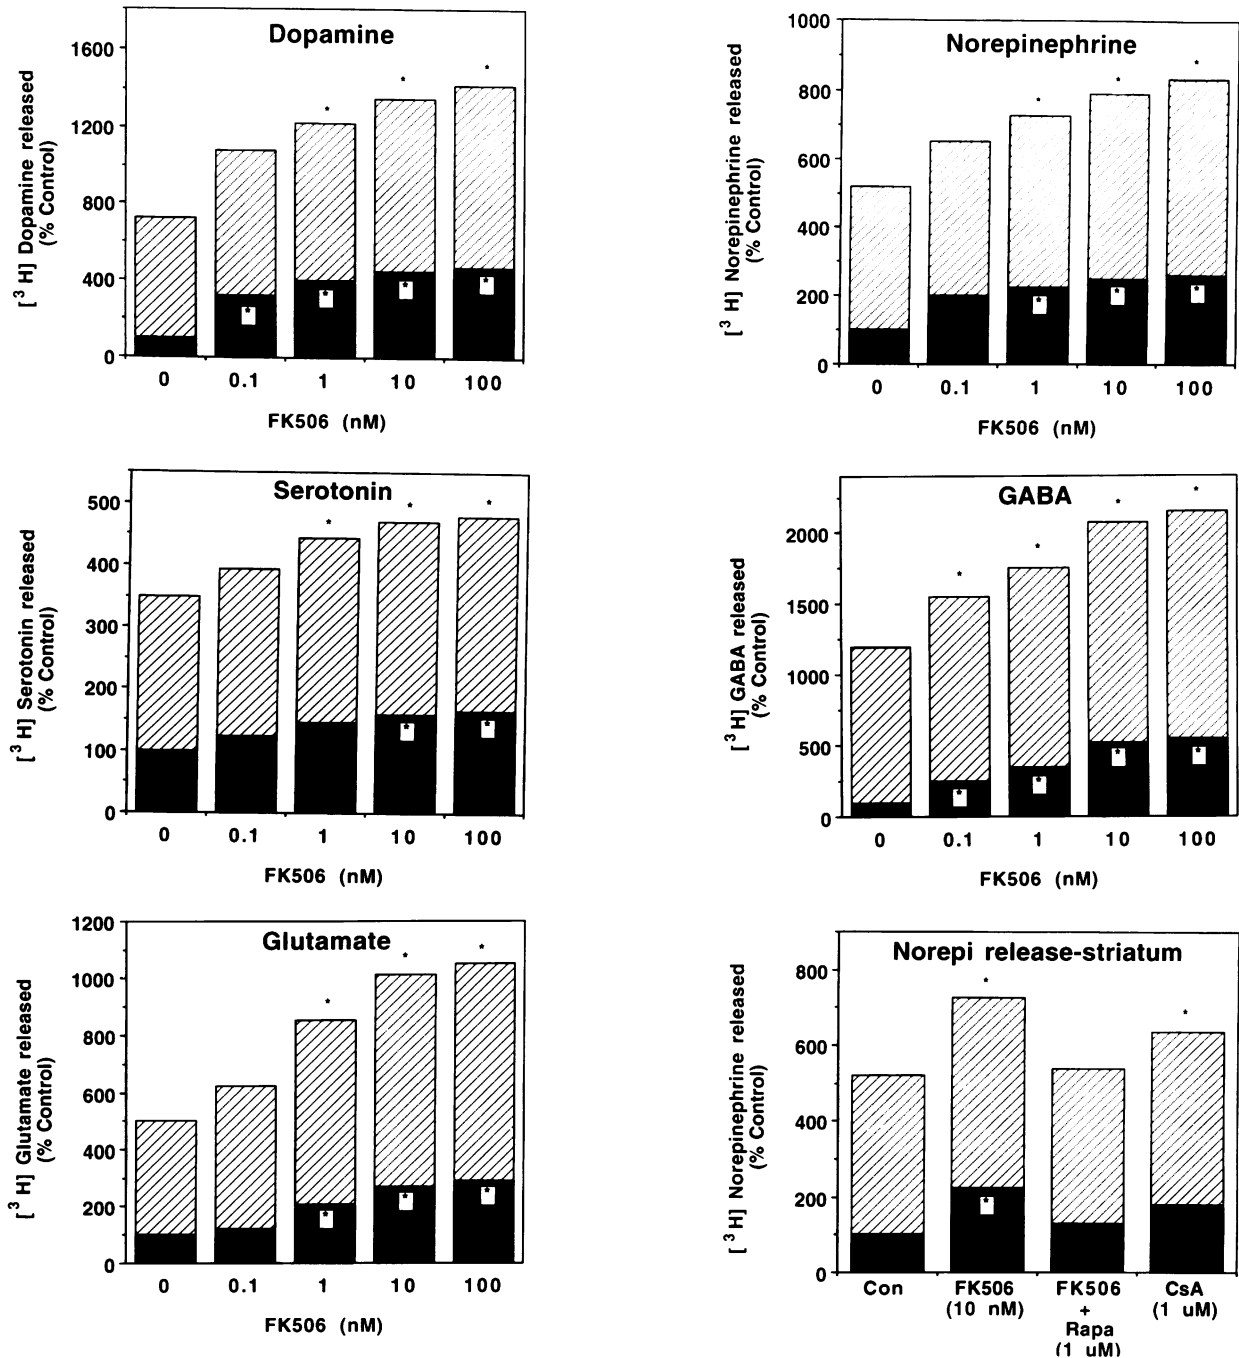 Dopamine
[³H] Dopamine released
(% Control)
1600
1200
800
400
0
0 0.1 1 10 100
FK506 (nM)
Norepinephrine
[³H] Norepinephrine released
(% Control)
1000
800
600
400
200
0
0 0.1 1 10 100
FK506 (nM)
Serotonin
[³H] Serotonin released
(% Control)
500
400
300
200
100
0
0 0.1 1 10 100
FK506 (nM)
GABA
[³H] GABA released
(% Control)
2000
1500
1000
500
0
0 0.1 1 10 100
FK506 (nM)
Glutamate
[³H] Glutamate released
(% Control)
1200
1000
800
600
400
200
0
0 0.1 1 10 100
FK506 (nM)
Norepi release-striatum
[³H] Norepinephrine released
(% Control)
800
600
400
200
0
Con FK506 FK506 CsA
(10 nM) + (1 uM)
Rapa
(1 uM)